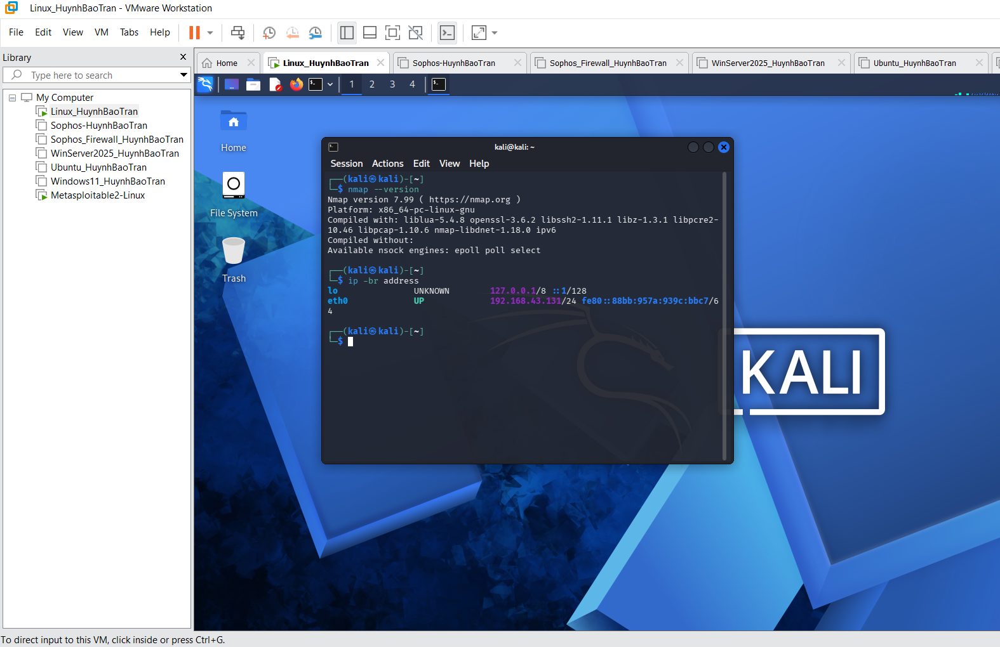 Linux_HuynhBaoTran - VMware Workstation
File Edit View VM Tabs Help
Library
Type here to search
My Computer
Linux_HuynhBaoTran
Sophos-HuynhBaoTran
Sophos_Firewall_HuynhBaoTran
WinServer2025_HuynhBaoTran
Ubuntu_HuynhBaoTran
Windows11_HuynhBaoTran
Metasploitable2-Linux
Home Linux_HuynhBaoTran Sophos-HuynhBaoTran Sophos_Firewall_HuynhBaoTran WinServer2025_HuynhBaoTran Ubuntu_HuynhBaoTran
1 2 3 4
Home
File System
Trash
kali@kali: ~
Session Actions Edit View Help
┌──(kali㉿kali)-[~]
└─$ nmap --version
Nmap version 7.99 ( https://nmap.org )
Platform: x86_64-pc-linux-gnu
Compiled with: liblua-5.4.8 openssl-3.6.2 libssh2-1.11.1 libz-1.3.1 libpcre2-
10.46 libpcap-1.10.6 nmap-libdnet-1.18.0 ipv6
Compiled without:
Available nsock engines: epoll poll select
┌──(kali㉿kali)-[~]
└─$ ip -br address
lo UNKNOWN 127.0.0.1/8 ::1/128
eth0 UP 192.168.43.131/24 fe80::88bb:957a:939c:bbc7/6
4
┌──(kali㉿kali)-[~]
└─$
KALI
To direct input to this VM, click inside or press Ctrl+G.